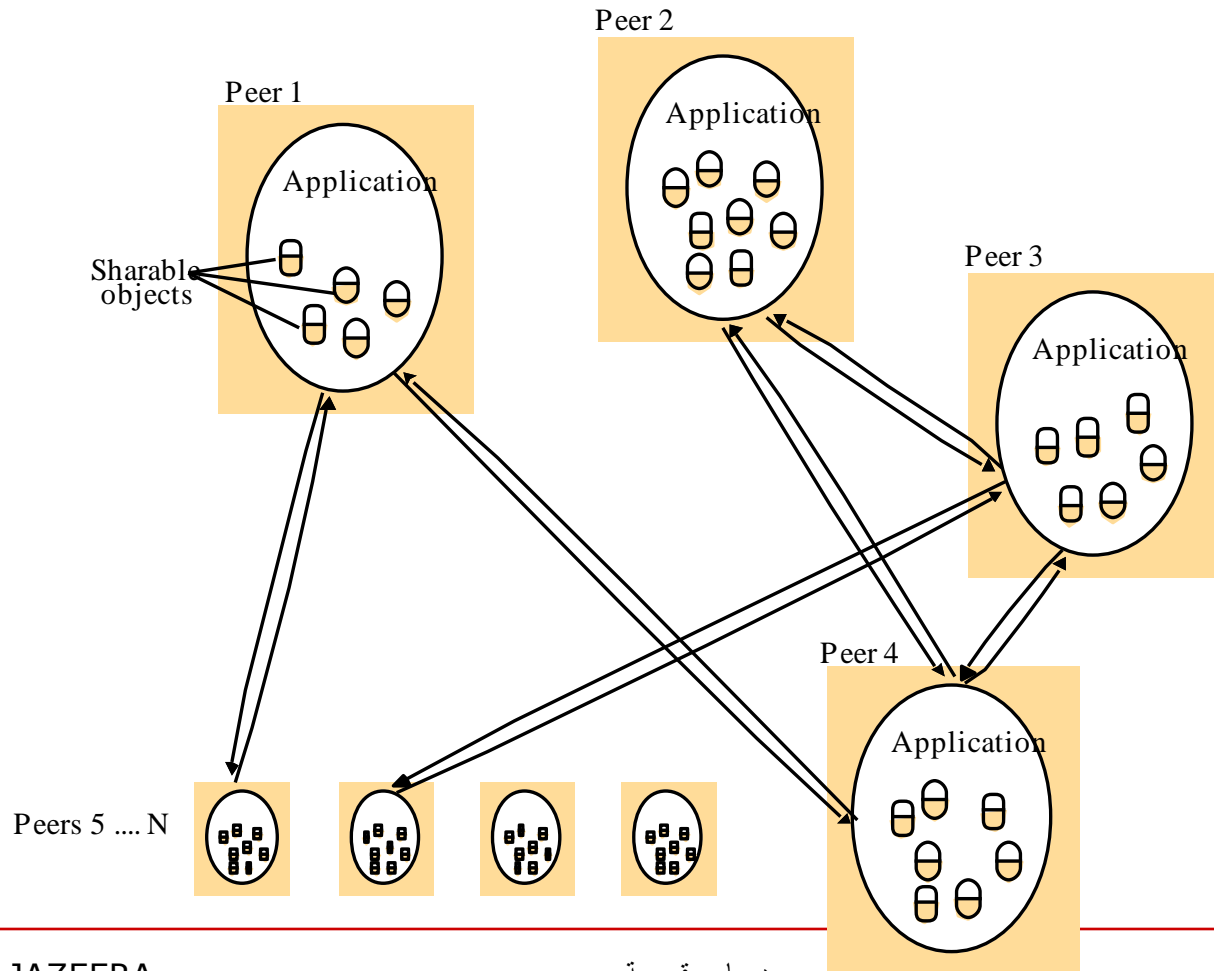 Peer 2
Peer 1
Application
Application
Peer 3
Sharable
objects
Application
Peer 4
Application
Peers 5 .... N